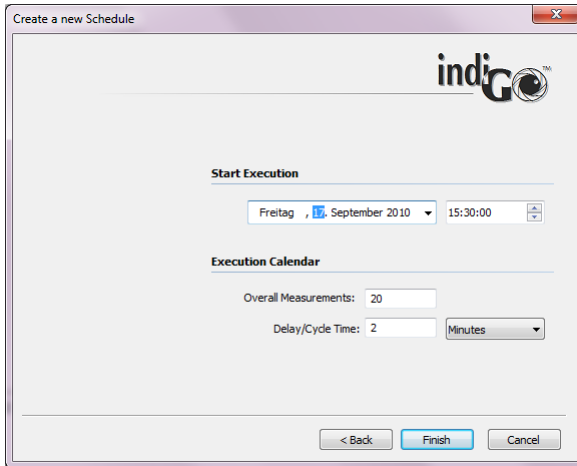 Create a new Schedule
indiGO™
Start Execution
Freitag , 17. September 2010 15:30:00
Execution Calendar
Overall Measurements: 20
Delay/Cycle Time: 2 Minutes
< Back Finish Cancel